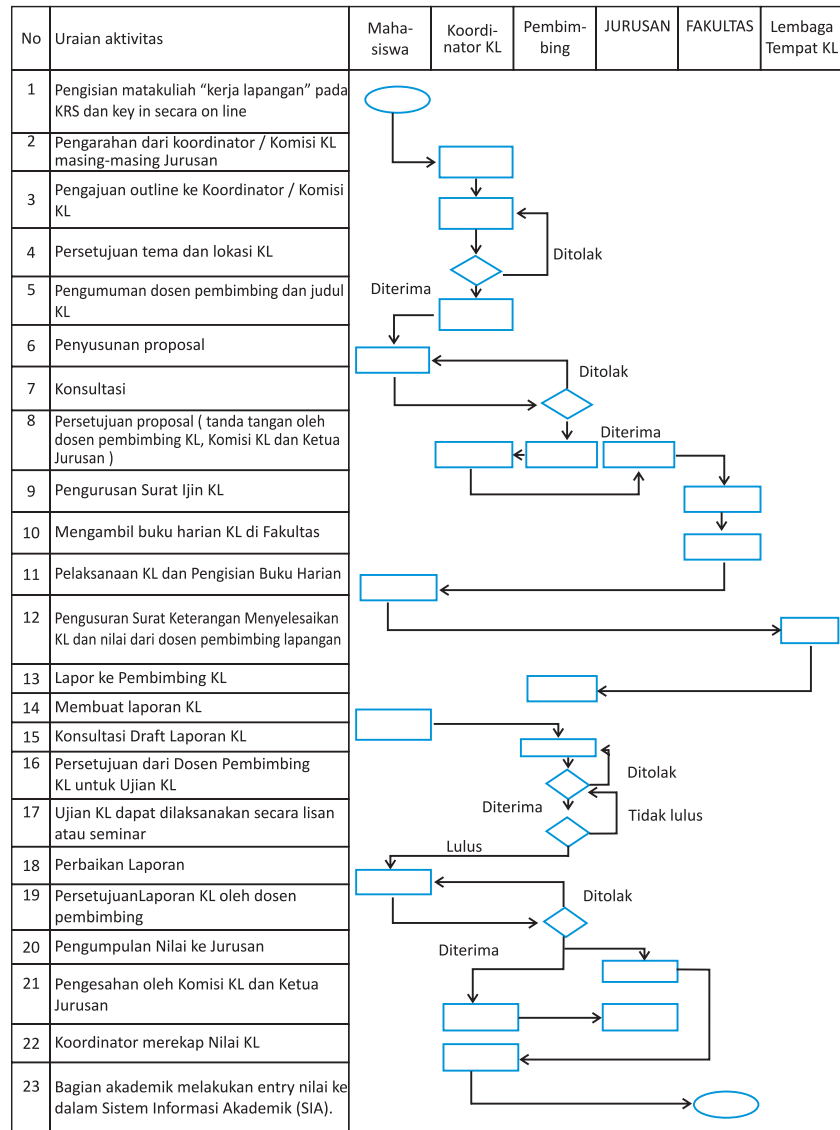 No
Uraian aktivitas
Maha-
siswa
Koordi-
nator KL
Pembim-
bing
JURUSAN
FAKULTAS
Lembaga
Tempat KL
1
Pengisian matakuliah “kerja lapangan” pada
KRS dan key in secara on line
2
Pengarahan dari koordinator / Komisi KL
masing-masing Jurusan
3
Pengajuan outline ke Koordinator / Komisi
KL
4
Persetujuan tema dan lokasi KL
Ditolak
5
Pengumuman dosen pembimbing dan judul
KL
Diterima
6
Penyusunan proposal
7
Konsultasi
Ditolak
8
Persetujuan proposal ( tanda tangan oleh
dosen pembimbing KL, Komisi KL dan Ketua
Jurusan )
Diterima
9
Pengurusan Surat Ijin KL
10
Mengambil buku harian KL di Fakultas
11
Pelaksanaan KL dan Pengisian Buku Harian
12
Pengusuran Surat Keterangan Menyelesaikan
KL dan nilai dari dosen pembimbing lapangan
13
Lapor ke Pembimbing KL
14
Membuat laporan KL
15
Konsultasi Draft Laporan KL
16
Persetujuan dari Dosen Pembimbing
KL untuk Ujian KL
Ditolak
17
Ujian KL dapat dilaksanakan secara lisan
atau seminar
Diterima
Tidak lulus
Lulus
18
Perbaikan Laporan
19
PersetujuanLaporan KL oleh dosen
pembimbing
Ditolak
20
Pengumpulan Nilai ke Jurusan
Diterima
21
Pengesahan oleh Komisi KL dan Ketua
Jurusan
22
Koordinator merekap Nilai KL
23
Bagian akademik melakukan entry nilai ke
dalam Sistem Informasi Akademik (SIA).